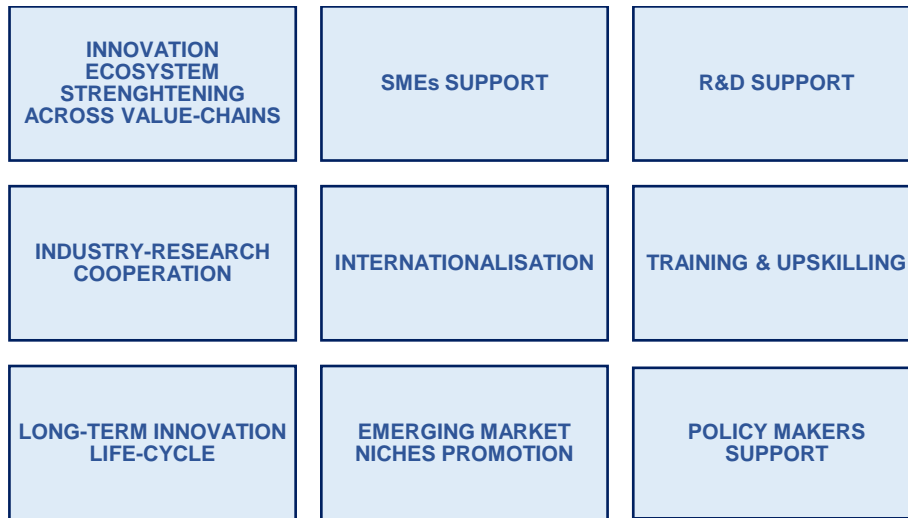 INNOVATION
ECOSYSTEM
STRENGHTENING
ACROSS VALUE-CHAINS
SMEs SUPPORT
R&D SUPPORT
INDUSTRY-RESEARCH
COOPERATION
INTERNATIONALISATION
TRAINING & UPSKILLING
LONG-TERM INNOVATION
LIFE-CYCLE
EMERGING MARKET
NICHES PROMOTION
POLICY MAKERS
SUPPORT